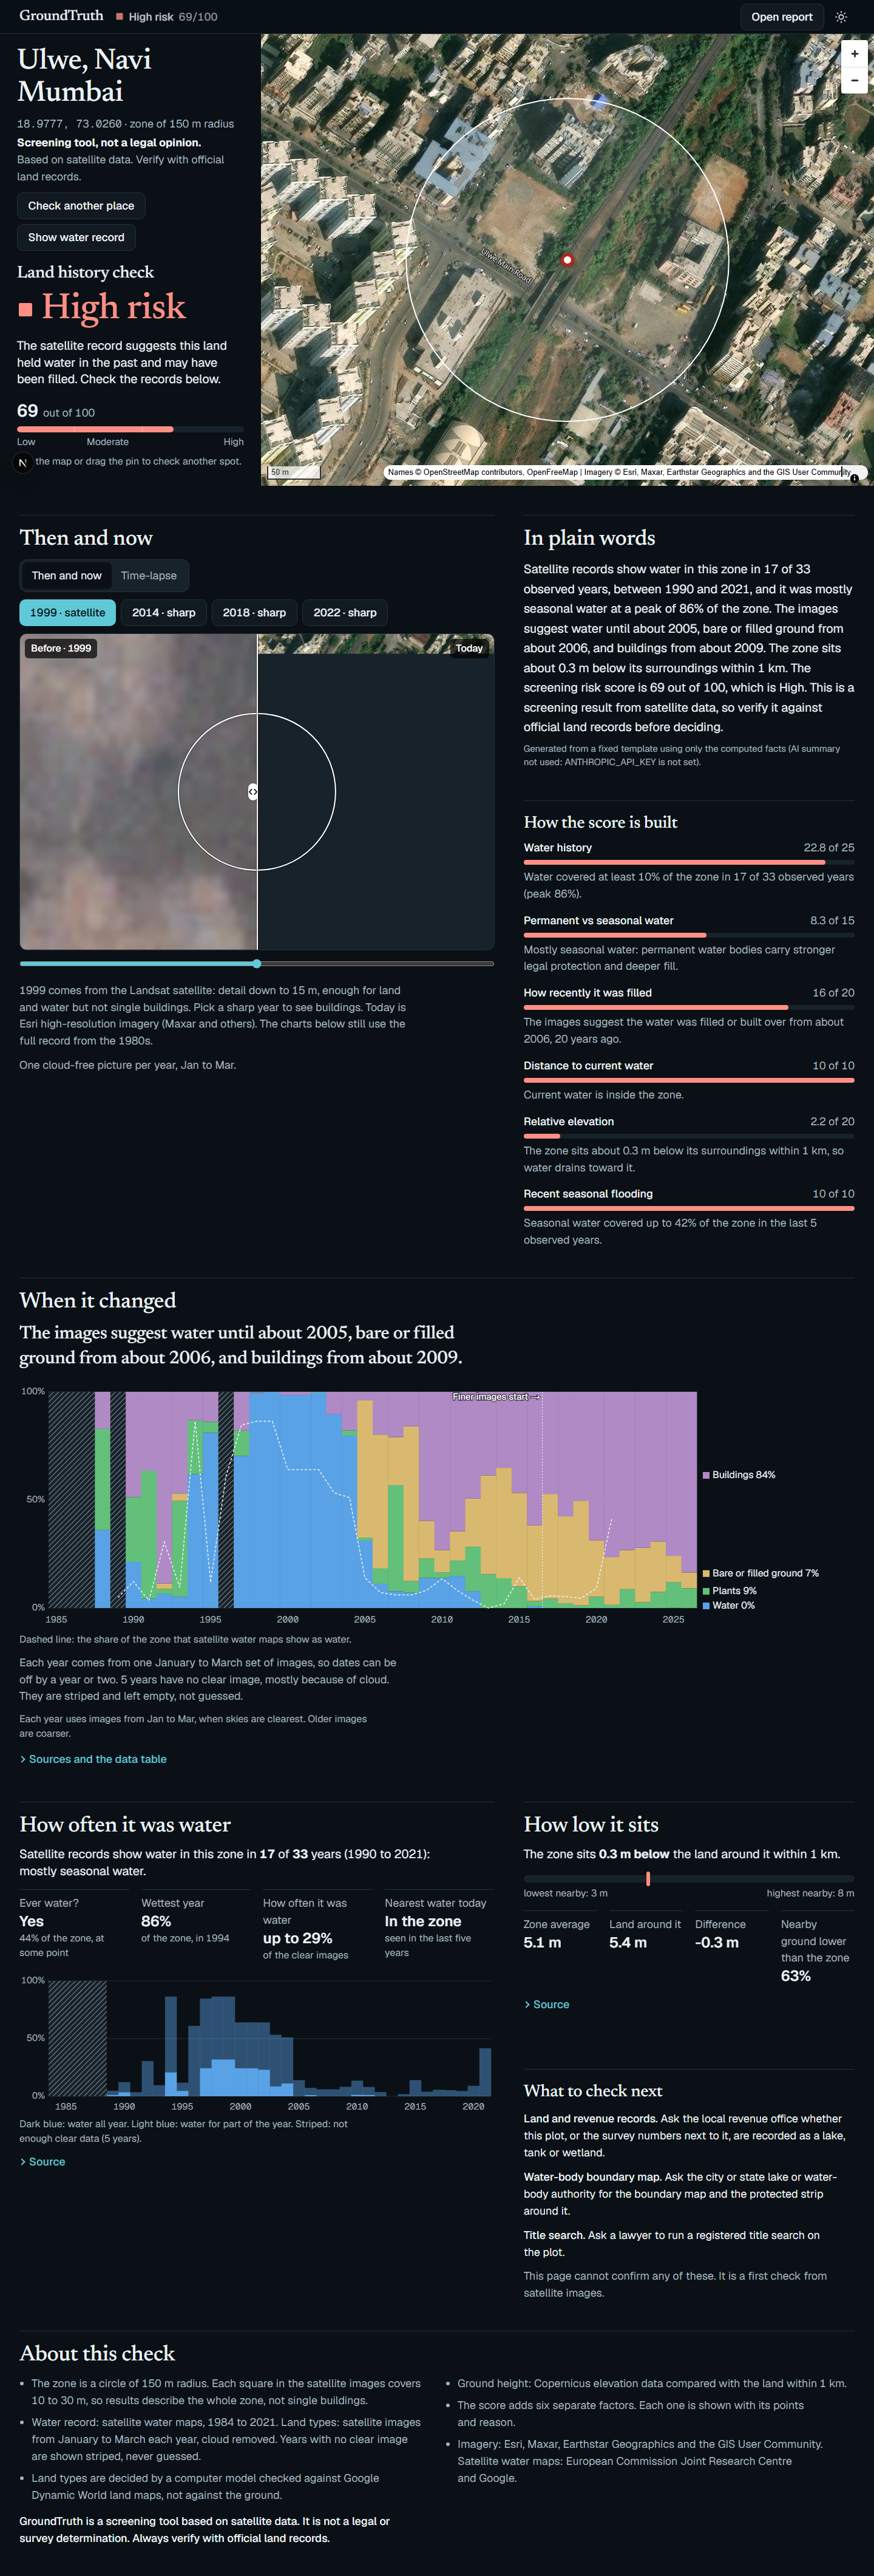 GroundTruth
High risk 69/100
Open report
Ulwe, Navi
Mumbai
18.9777, 73.0260 · zone of 150 m radius
Screening tool, not a legal opinion.
Based on satellite data. Verify with official
land records.
Check another place
Show water record
Land history check
High risk
The satellite record suggests this land
held water in the past and may have
been filled. Check the records below.
69 out of 100
Low Moderate High
N
the map or drag the pin to check another spot.
+
−
Ulwe Main Road
50 m
Names © OpenStreetMap contributors, OpenFreeMap | Imagery © Esri, Maxar, Earthstar Geographics and the GIS User Community
Then and now
Then and now Time-lapse
1999 · satellite 2014 · sharp 2018 · sharp 2022 · sharp
Before · 1999
Today
1999 comes from the Landsat satellite: detail down to 15 m, enough for land
and water but not single buildings. Pick a sharp year to see buildings. Today is
Esri high-resolution imagery (Maxar and others). The charts below still use the
full record from the 1980s.
One cloud-free picture per year, Jan to Mar.
In plain words
Satellite records show water in this zone in 17 of 33
observed years, between 1990 and 2021, and it was mostly
seasonal water at a peak of 86% of the zone. The images
suggest water until about 2005, bare or filled ground from
about 2006, and buildings from about 2009. The zone sits
about 0.3 m below its surroundings within 1 km. The
screening risk score is 69 out of 100, which is High. This is a
screening result from satellite data, so verify it against
official land records before deciding.
Generated from a fixed template using only the computed facts (AI summary
not used: ANTHROPIC_API_KEY is not set).
How the score is built
Water history 22.8 of 25
Water covered at least 10% of the zone in 17 of 33 observed years
(peak 86%).
Permanent vs seasonal water 8.3 of 15
Mostly seasonal water: permanent water bodies carry stronger
legal protection and deeper fill.
How recently it was filled 16 of 20
The images suggest the water was filled or built over from about
2006, 20 years ago.
Distance to current water 10 of 10
Current water is inside the zone.
Relative elevation 2.2 of 20
The zone sits about 0.3 m below its surroundings within 1 km, so
water drains toward it.
Recent seasonal flooding 10 of 10
Seasonal water covered up to 42% of the zone in the last 5
observed years.
When it changed
The images suggest water until about 2005, bare or filled
ground from about 2006, and buildings from about 2009.
100%
50%
0%
Finer images start →
Buildings 84%
Bare or filled ground 7%
Plants 9%
Water 0%
1985 1990 1995 2000 2005 2010 2015 2020 2025
Dashed line: the share of the zone that satellite water maps show as water.
Each year comes from one January to March set of images, so dates can be
off by a year or two. 5 years have no clear image, mostly because of cloud.
They are striped and left empty, not guessed.
Each year uses images from Jan to Mar, when skies are clearest. Older images
are coarser.
> Sources and the data table
How often it was water
Satellite records show water in this zone in 17 of 33 years (1990 to 2021):
mostly seasonal water.
Ever water?
Yes
44% of the zone, at
some point
Wettest year
86%
of the zone, in 1994
How often it was
water
up to 29%
of the clear images
Nearest water today
In the zone
seen in the last five
years
100%
50%
0%
1985 1990 1995 2000 2005 2010 2015 2020
Dark blue: water all year. Light blue: water for part of the year. Striped: not
enough clear data (5 years).
> Source
How low it sits
The zone sits 0.3 m below the land around it within 1 km.
lowest nearby: 3 m highest nearby: 8 m
Zone average
5.1 m
Land around it
5.4 m
Difference
-0.3 m
Nearby
ground lower
than the zone
63%
> Source
What to check next
Land and revenue records. Ask the local revenue office whether
this plot, or the survey numbers next to it, are recorded as a lake,
tank or wetland.
Water-body boundary map. Ask the city or state lake or water-
body authority for the boundary map and the protected strip
around it.
Title search. Ask a lawyer to run a registered title search on
the plot.
This page cannot confirm any of these. It is a first check from
satellite images.
About this check
• The zone is a circle of 150 m radius. Each square in the satellite images covers
10 to 30 m, so results describe the whole zone, not single buildings.
• Water record: satellite water maps, 1984 to 2021. Land types: satellite images
from January to March each year, cloud removed. Years with no clear image
are shown striped, never guessed.
• Land types are decided by a computer model checked against Google
Dynamic World land maps, not against the ground.
• Ground height: Copernicus elevation data compared with the land within 1 km.
• The score adds six separate factors. Each one is shown with its points
and reason.
• Imagery: Esri, Maxar, Earthstar Geographics and the GIS User Community.
Satellite water maps: European Commission Joint Research Centre
and Google.
GroundTruth is a screening tool based on satellite data. It is not a legal or
survey determination. Always verify with official land records.